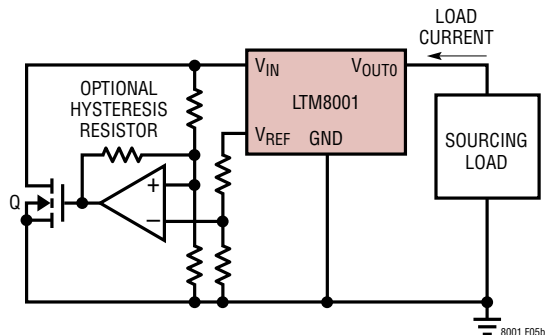 LOAD
CURRENT
VIN
VOUT0
OPTIONAL
HYSTERESIS
RESISTOR
LTM8001
VREF
GND
SOURCING
LOAD
Q
+
−
8001 F05b